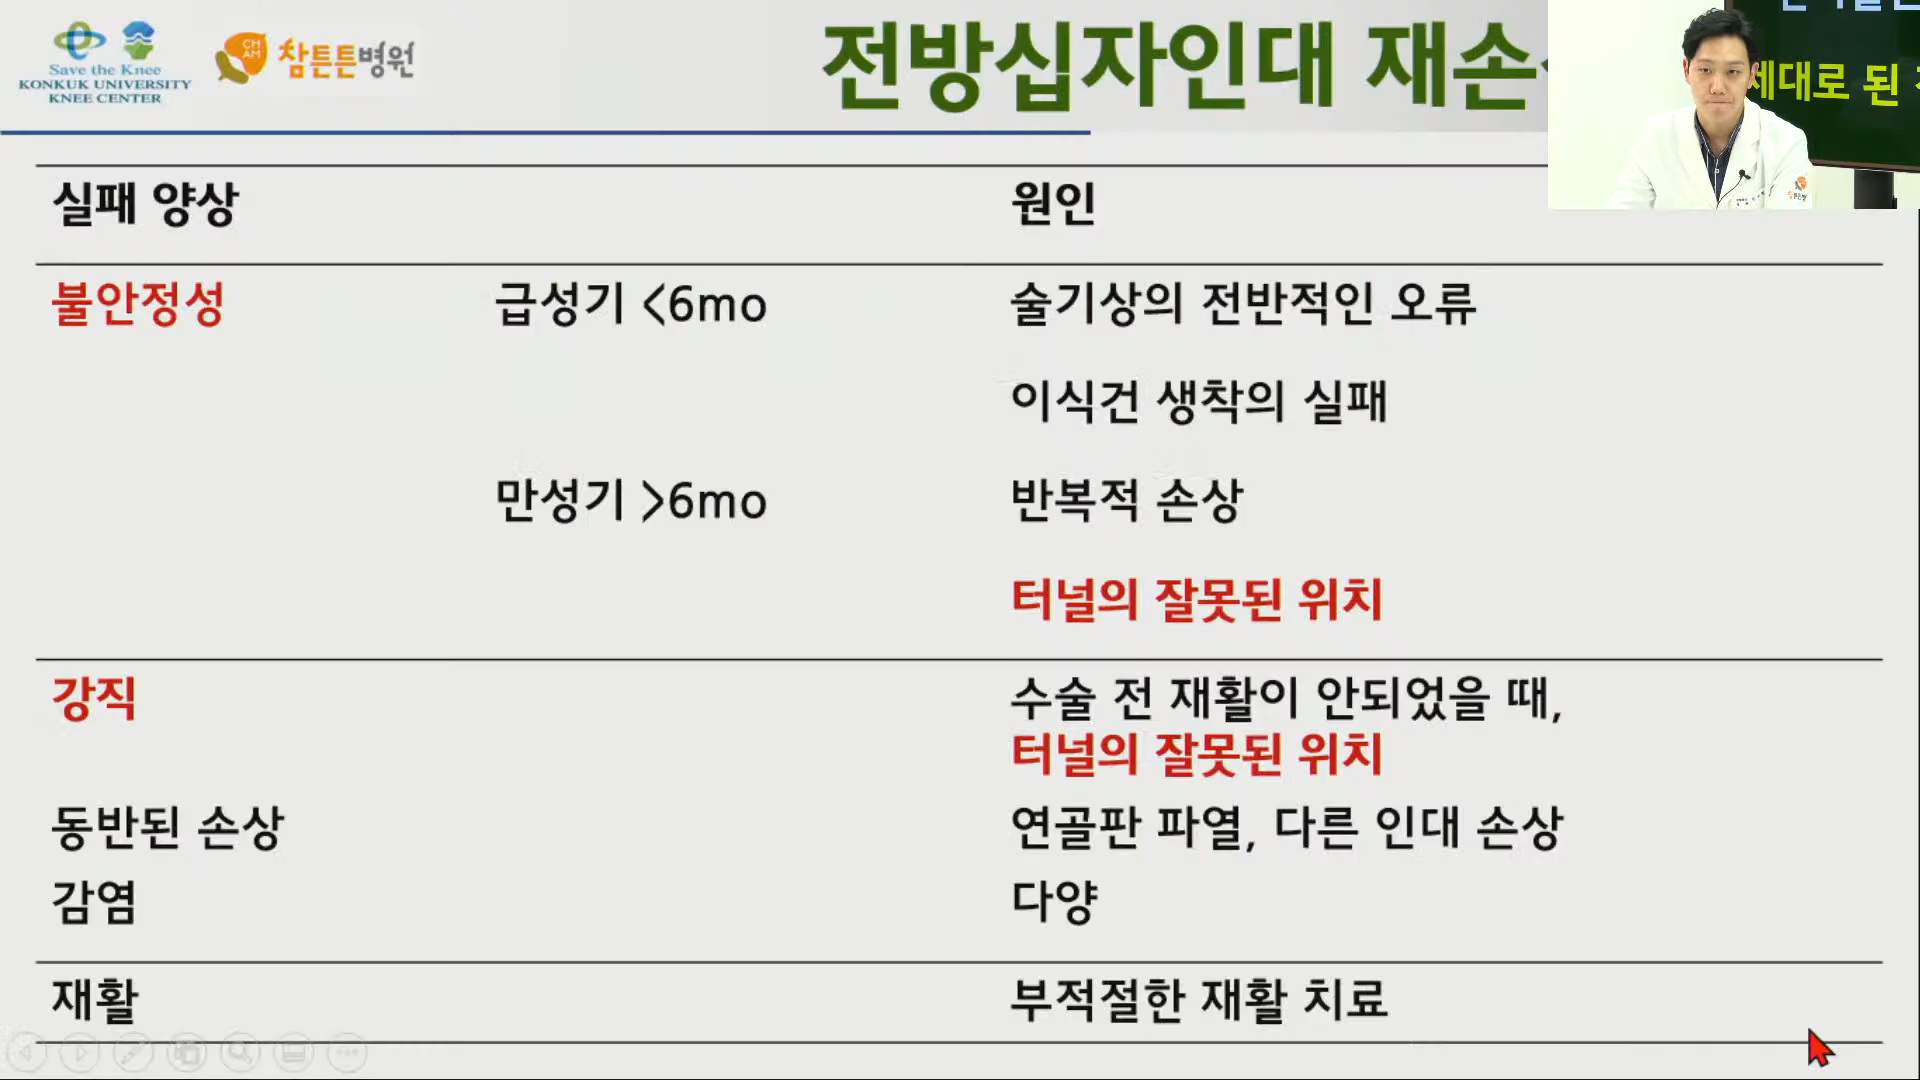 Save the Knee
KONKUK UNIVERSITY
KNEE CENTER
CH
AM
참튼튼병원
전방십자인대 재손
세대로 된
실패 양상 원인
불안정성 급성기 <6mo 술기상의 전반적인 오류
이식건 생착의 실패
만성기 >6mo 반복적 손상
터널의 잘못된 위치
강직 수술 전 재활이 안되었을 때,
터널의 잘못된 위치
동반된 손상 연골판 파열, 다른 인대 손상
감염 다양
재활 부적절한 재활 치료